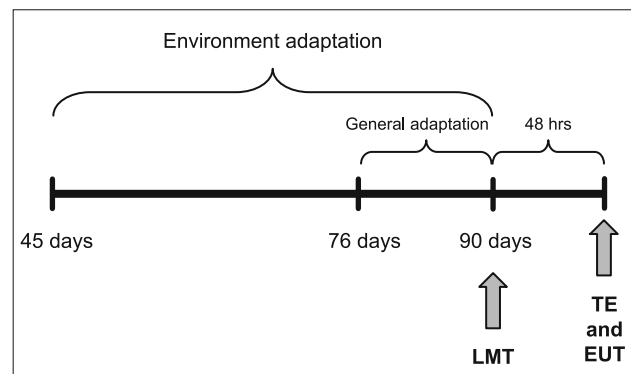 Environment adaptation
General adaptation
48 hrs
45 days
76 days
90 days
LMT
TE
and
EUT